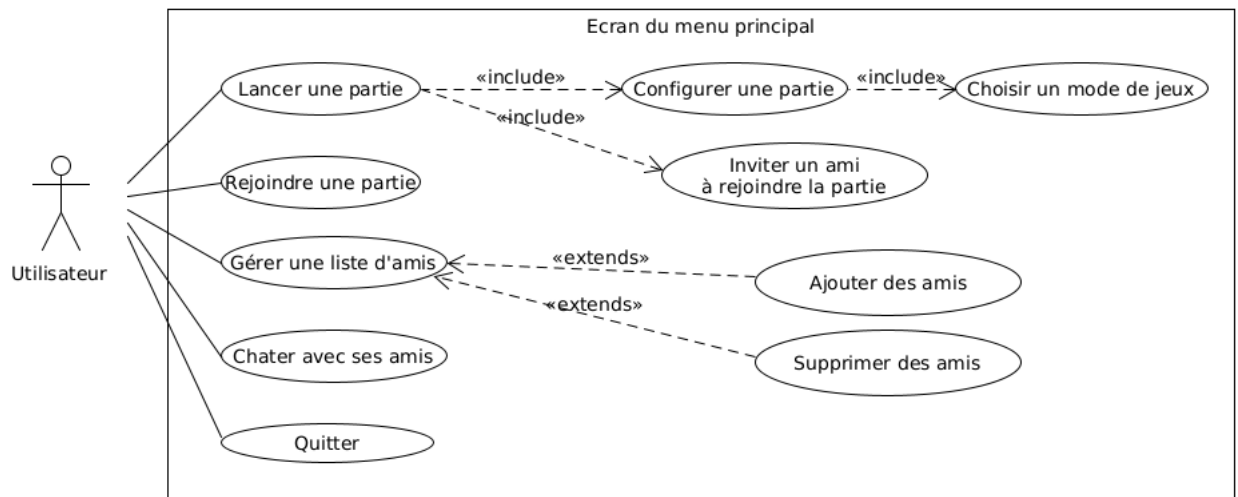 Ecran du menu principal
Lancer une partie
«include»
Configurer une partie
«include»
Choisir un mode de jeux
«include»
Inviter un ami
à rejoindre la partie
Rejoindre une partie
Utilisateur
Gérer une liste d'amis
«extends»
Ajouter des amis
«extends»
Supprimer des amis
Chater avec ses amis
Quitter